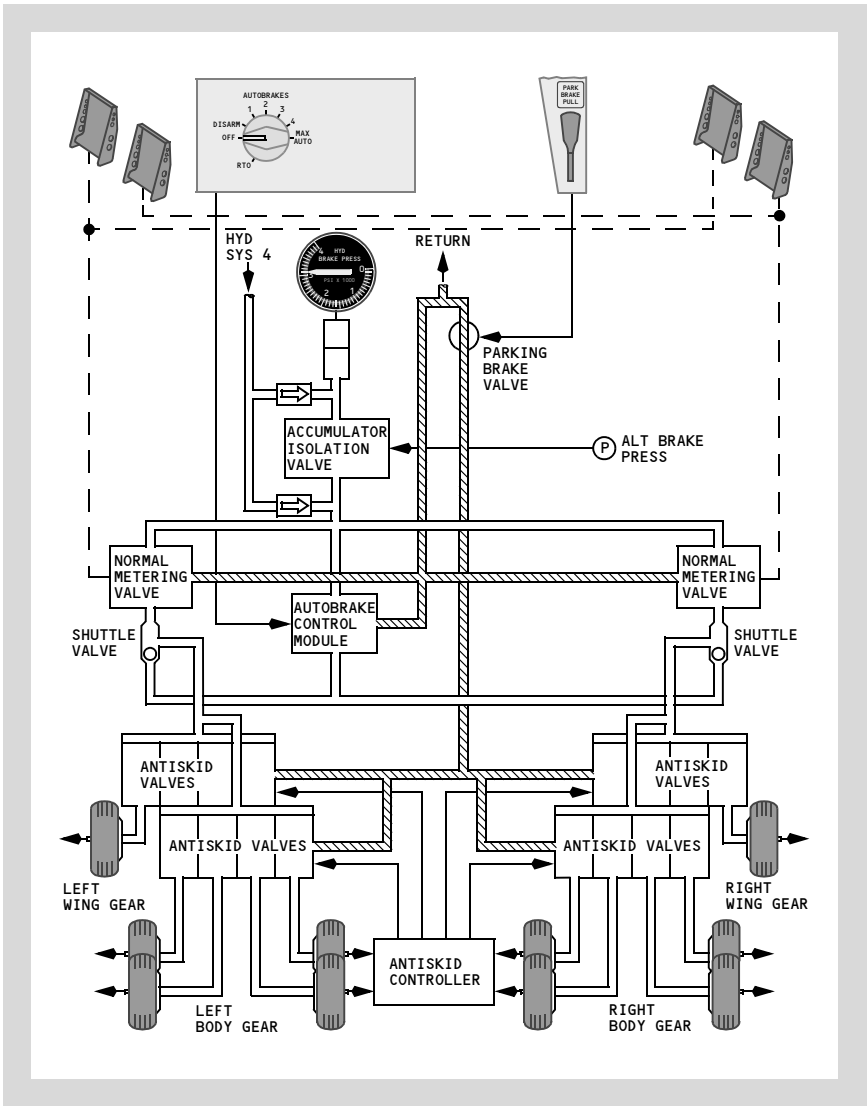 AUTOBRAKES
DISARM
1
2
3
4
OFF
MAX
AUTO
RTO
PARK
BRAKE
PULL
HYD
SYS 4
HYD
BRAKE PRESS
PSI X 1000
4
3
2
1
0
RETURN
PARKING
BRAKE
VALVE
ACCUMULATOR
ISOLATION
VALVE
P
ALT BRAKE
PRESS
NORMAL
METERING
VALVE
NORMAL
METERING
VALVE
AUTOBRAKE
CONTROL
MODULE
SHUTTLE
VALVE
SHUTTLE
VALVE
ANTISKID
VALVES
ANTISKID
VALVES
ANTISKID VALVES
ANTISKID VALVES
LEFT
WING GEAR
RIGHT
WING GEAR
ANTISKID
CONTROLLER
LEFT
BODY GEAR
RIGHT
BODY GEAR